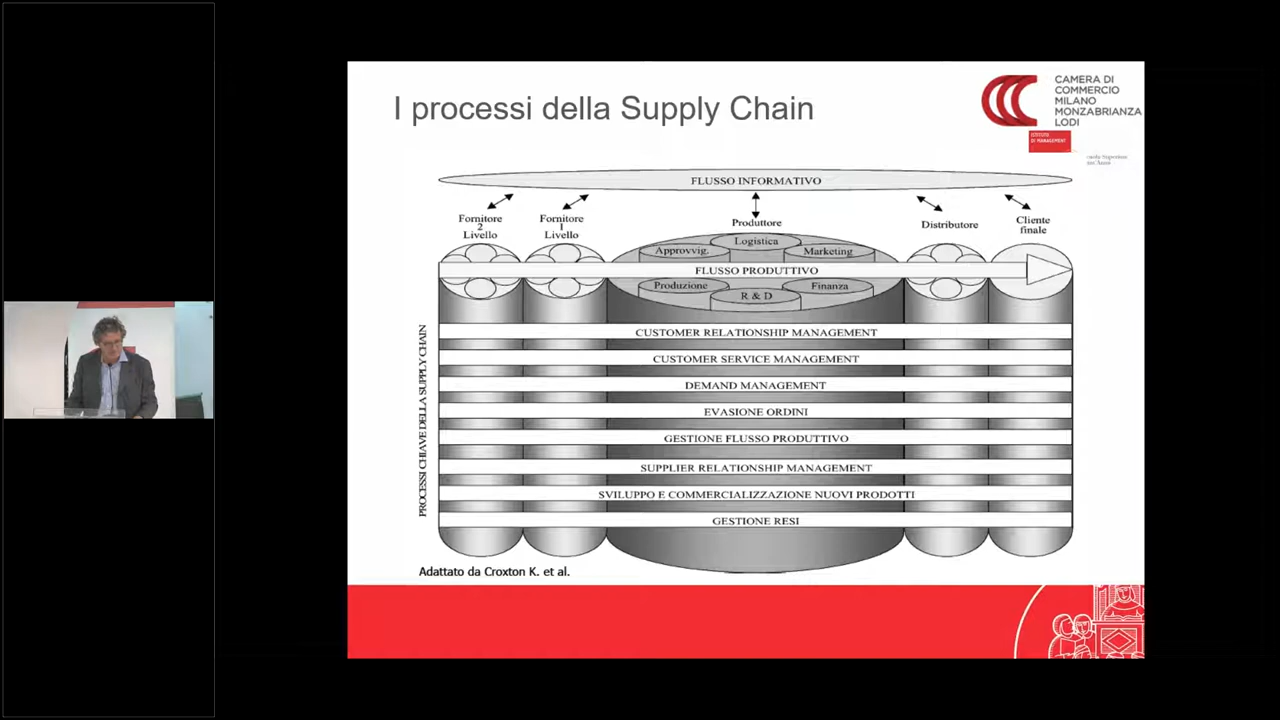 I processi della Supply Chain
CAMERA DI
COMMERCIO
MILANO
MONZABRIANZA
LODI
ISTITUTO
DI MANAGEMENT
FLUSSO INFORMATIVO
Fornitore
2
Livello
Fornitore
1
Livello
Produttore
Distributore
Cliente
finale
Logistica
Approvvig.
Marketing
FLUSSO PRODUTTIVO
Produzione
Finanza
R & D
PROCESSI CHIAVE DELLA SUPPLY CHAIN
CUSTOMER RELATIONSHIP MANAGEMENT
CUSTOMER SERVICE MANAGEMENT
DEMAND MANAGEMENT
EVASIONE ORDINI
GESTIONE FLUSSO PRODUTTIVO
SUPPLIER RELATIONSHIP MANAGEMENT
SVILUPPO E COMMERCIALIZZAZIONE NUOVI PRODOTTI
GESTIONE RESI
Adattato da Croxton K. et al.